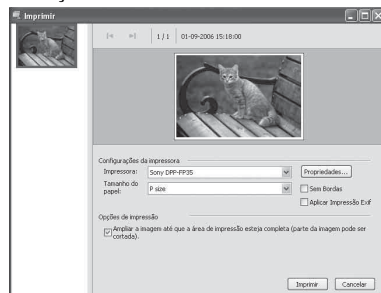 Imprimir
1 / 1 01-09-2006 15:18:00
Configurações da impressora
Impressora: Sony DPP-FP35 Propriedades...
Tamanho do papel: P size Sem Bordas
Aplicar Impressão Exif
Opções de impressão
Ampliar a imagem até que a área de impressão esteja completa (parte da imagem pode ser
cortada).
Imprimir Cancelar